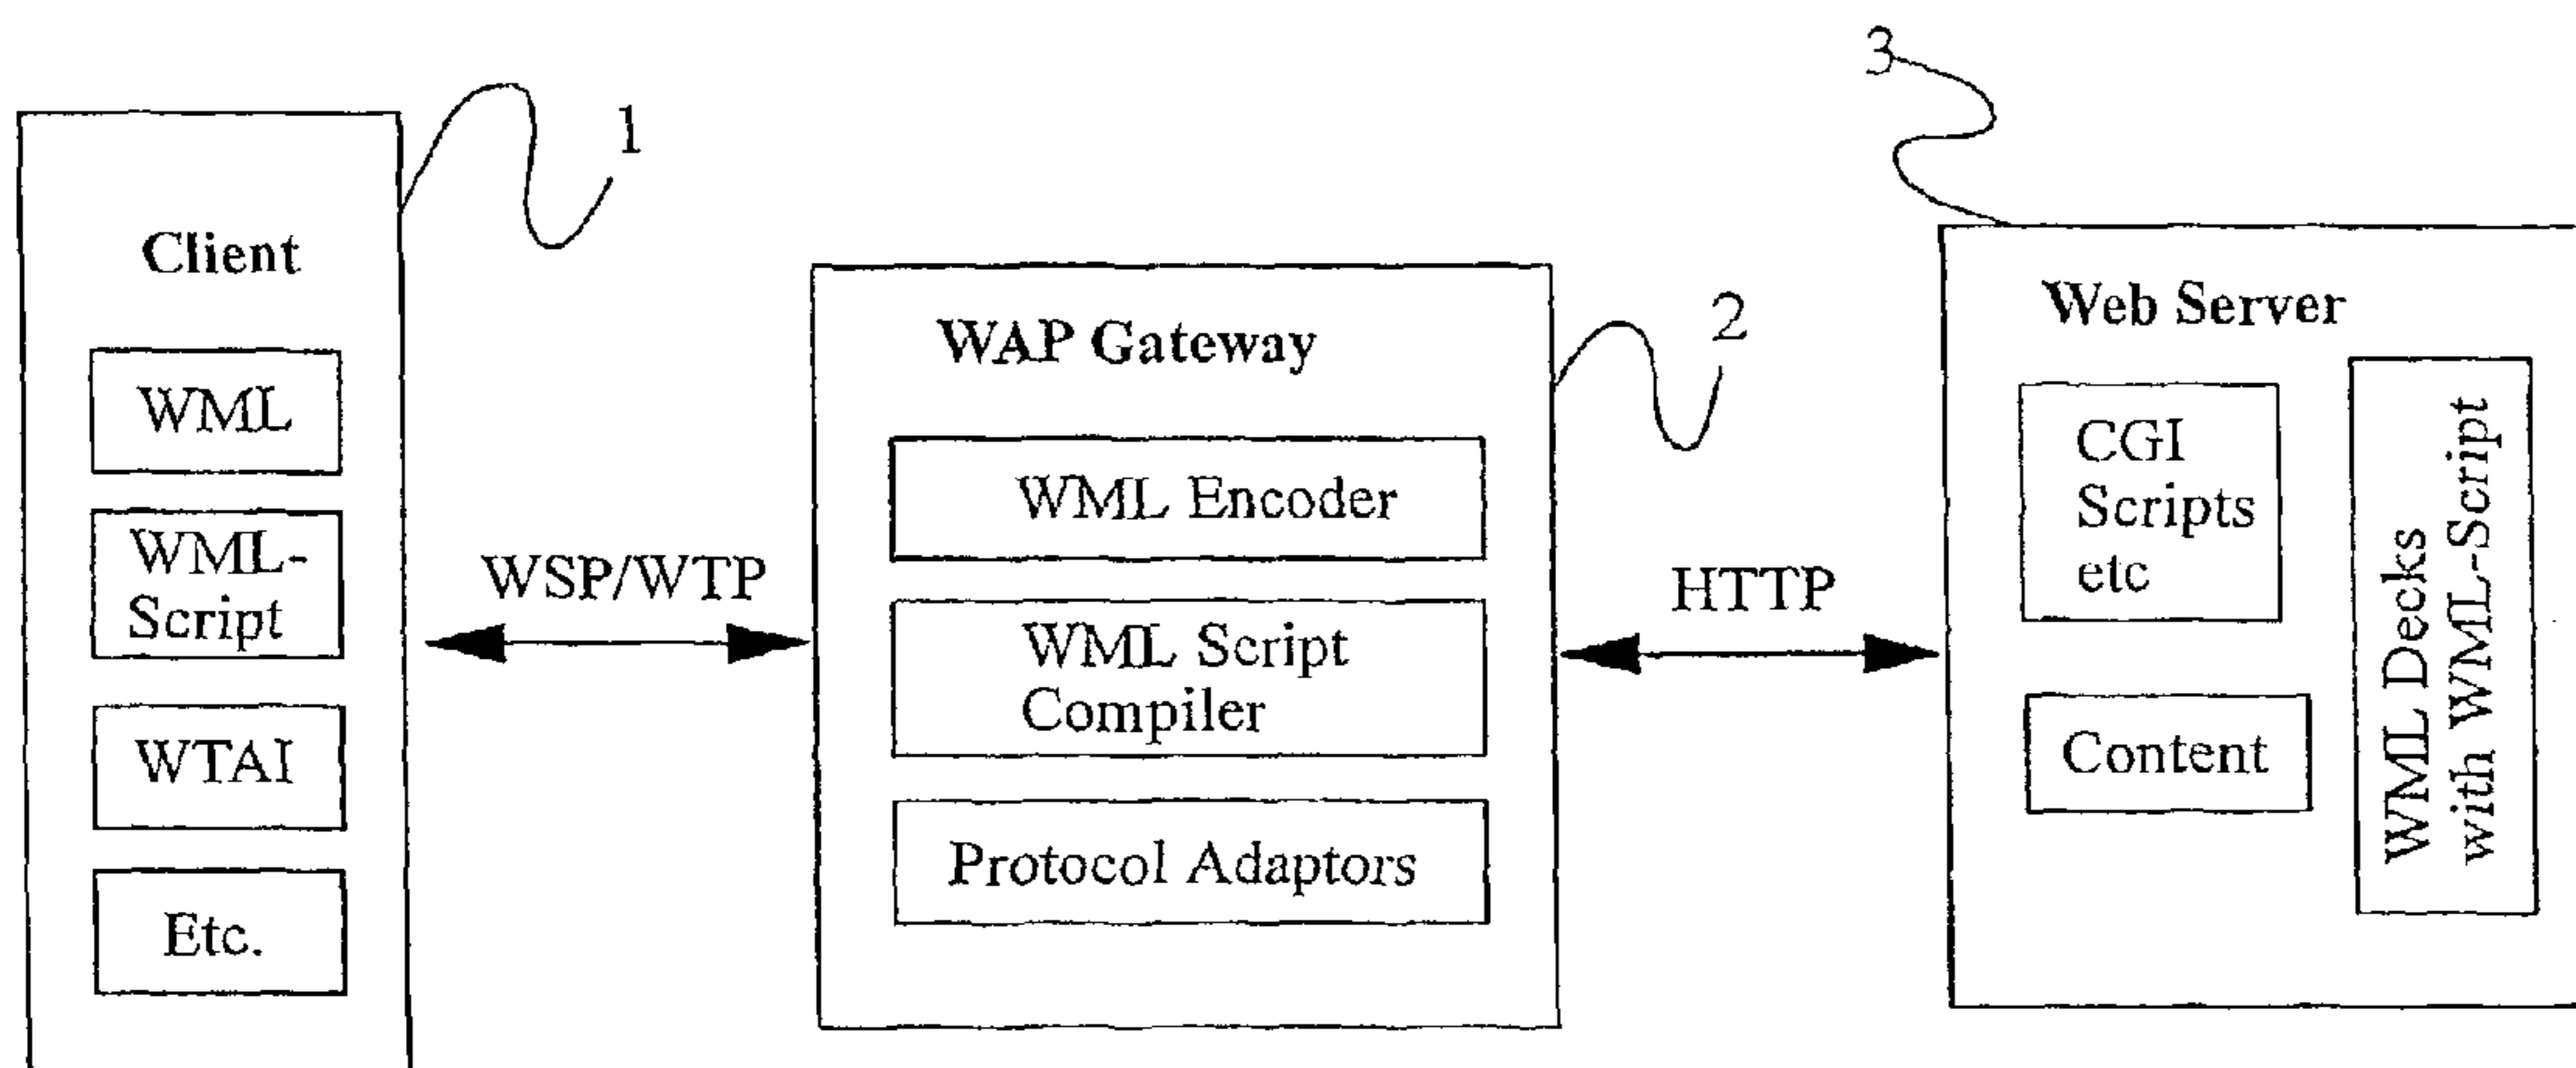 1
Client
WML
WML-
Script
WTAI
Etc.
WSP/WTP
2
WAP Gateway
WML Encoder
WML Script
Compiler
Protocol Adaptors
HTTP
3
Web Server
CGI
Scripts
etc
Content
WML Decks
with WML-Script